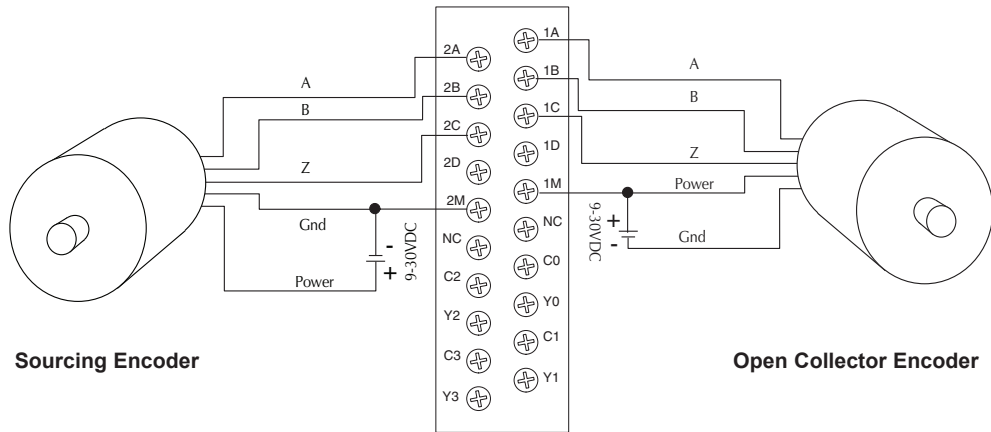 1A
2A
A
A
1B
2B
B
B
1C
2C
Z
1D
Z
2D
1M
Power
2M
Gnd
9-30VDC
-
+
NC
+
-
9-30VDC
Gnd
NC
C0
Power
C2
Y0
Y2
C1
Sourcing Encoder
Open Collector Encoder
C3
Y1
Y3